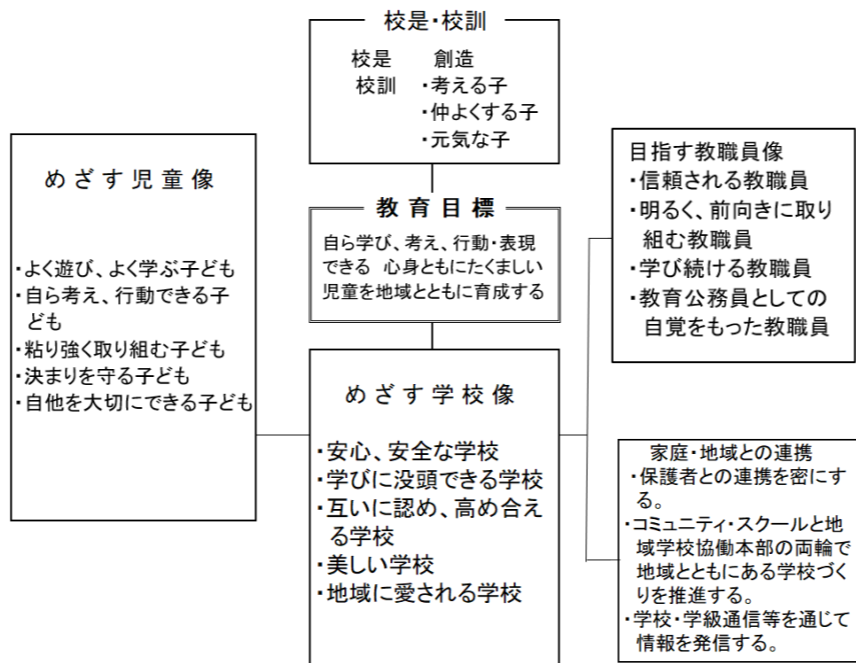 校是・校訓
校是　創造
校訓　・考える子
・仲よくする子
・元気な子
教育目標
自ら学び、考え、行動・表現
できる　心身ともにたくましい
児童を地域とともに育成する
めざす児童像
・よく遊び、よく学ぶ子ども
・自ら考え、行動できる子
ども
・粘り強く取り組む子ども
・決まりを守る子ども
・自他を大切にできる子ども
めざす学校像
・安心、安全な学校
・学びに没頭できる学校
・互いに認め、高め合え
る学校
・美しい学校
・地域に愛される学校
目指す教職員像
・信頼される教職員
・明るく、前向きに取り
組む教職員
・学び続ける教職員
・教育公務員としての
自覚をもった教職員
家庭・地域との連携
・保護者との連携を密にす
る。
・コミュニティ・スクールと地
域学校協働本部の両輪で
地域とともにある学校づく
りを推進する。
・学校・学級通信等を通じて
情報を発信する。